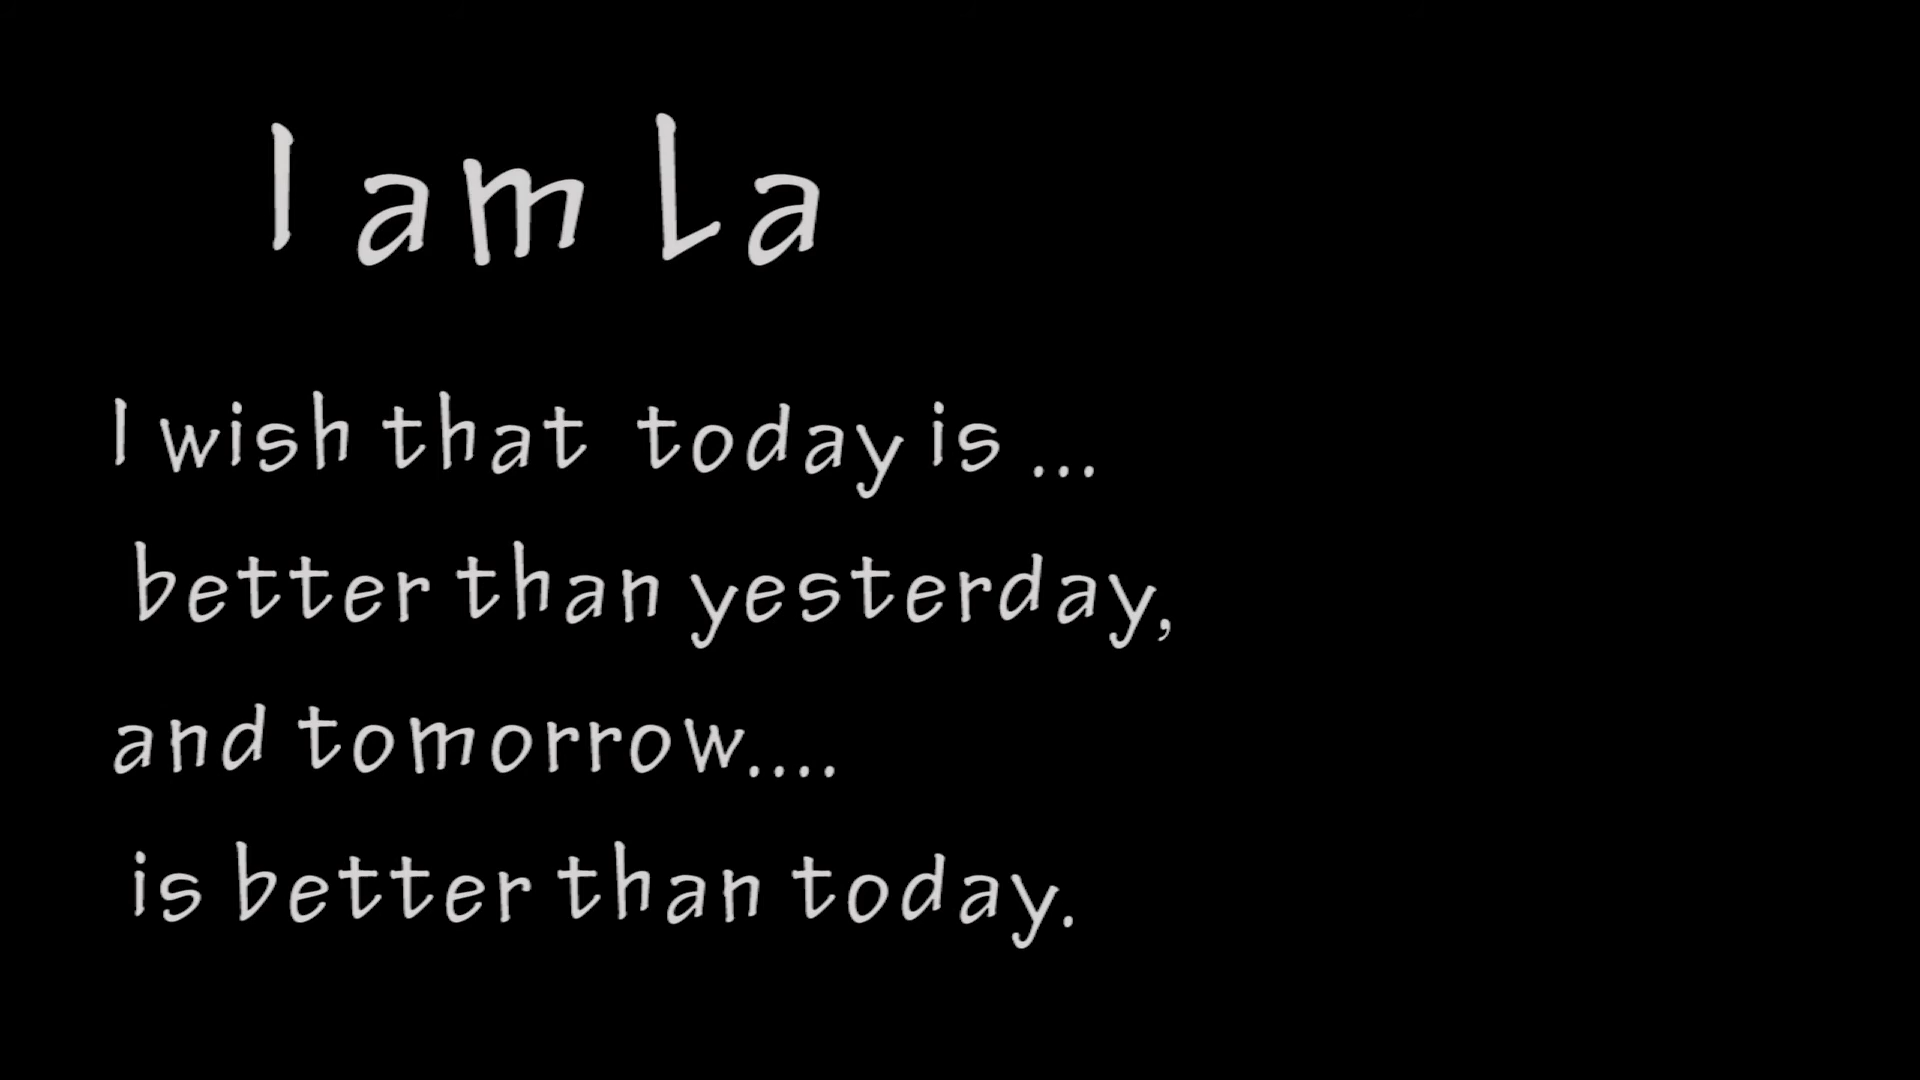 I am La
I wish that today is ...
better than yesterday,
and tomorrow....
is better than today.